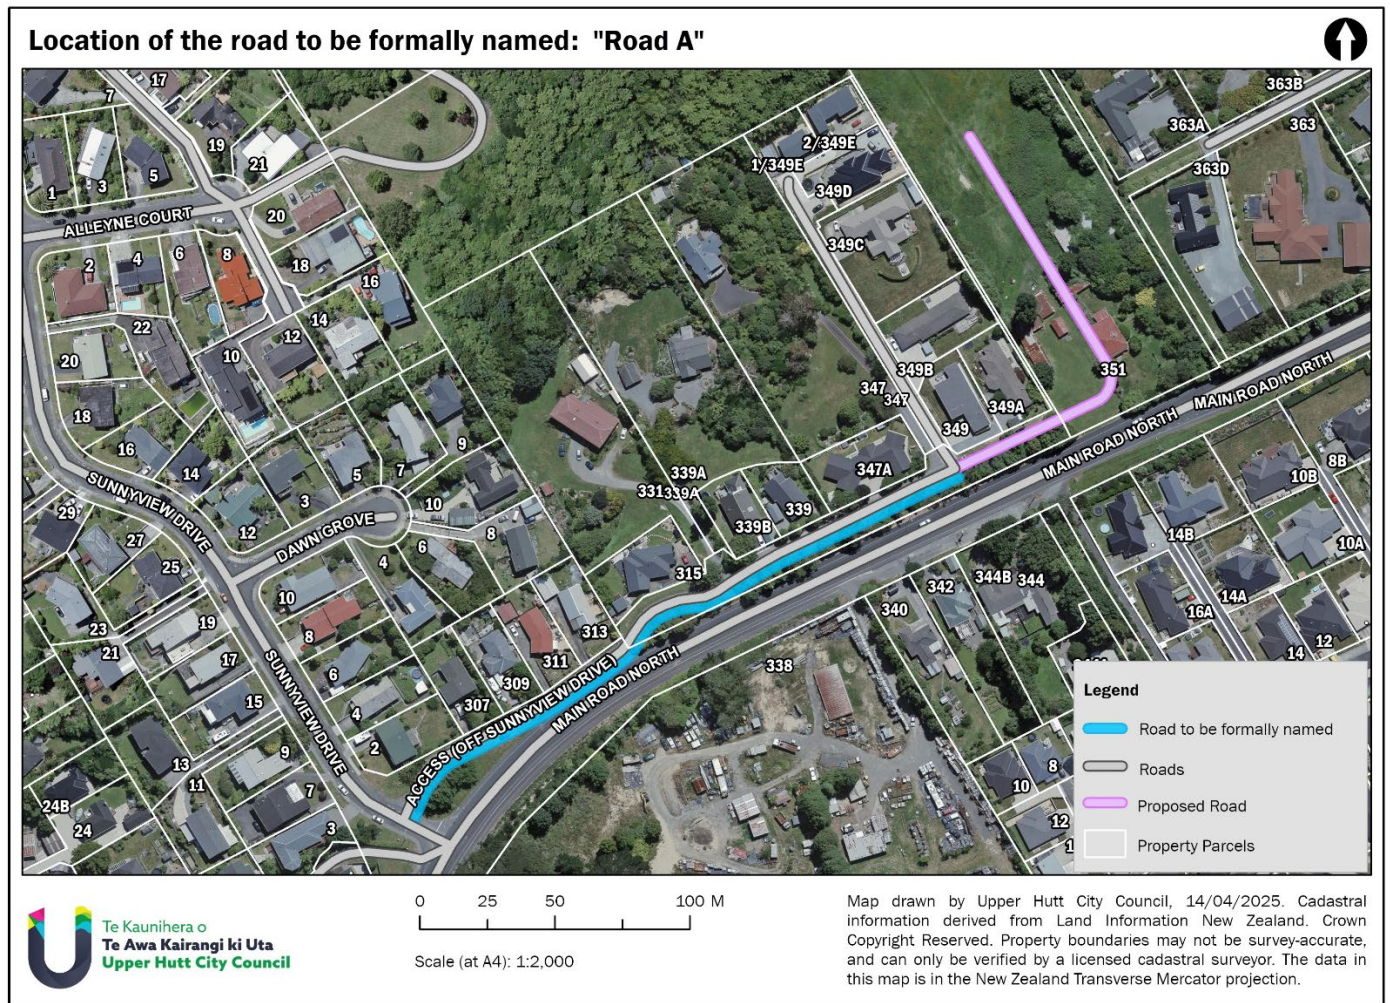 Location of the road to be formally named: "Road A"
7
17
19
21
1
3
5
ALLEYNE COURT
20
2
4
6
8
18
16
22
14
12
10
20
18
16
14
12
3
5
7
9
10
SUNNYVIEW DRIVE
DAWN GROVE
29
27
25
23
21
19
17
15
13
11
9
7
3
24B
24
10
8
6
4
2
4
6
8
SUNNYVIEW DRIVE
307
309
311
313
315
331
339A
339A
339B
339
347A
347
347
349
349A
349B
349C
349D
1/349E
2/349E
351
363A
363B
363
363D
ACCESS (OFF SUNNYVIEW DRIVE)
MAIN ROAD NORTH
MAIN ROAD NORTH
MAIN ROAD NORTH
338
340
342
344B
344
14B
16A
14A
14
12
10B
10A
8B
10
8
12
Legend
Road to be formally named
Roads
Proposed Road
Property Parcels
Te Kaunihera o
Te Awa Kairangi ki Uta
Upper Hutt City Council
0 25 50 100 M
Scale (at A4): 1:2,000
Map drawn by Upper Hutt City Council, 14/04/2025. Cadastral
information derived from Land Information New Zealand. Crown
Copyright Reserved. Property boundaries may not be survey-accurate,
and can only be verified by a licensed cadastral surveyor. The data in
this map is in the New Zealand Transverse Mercator projection.